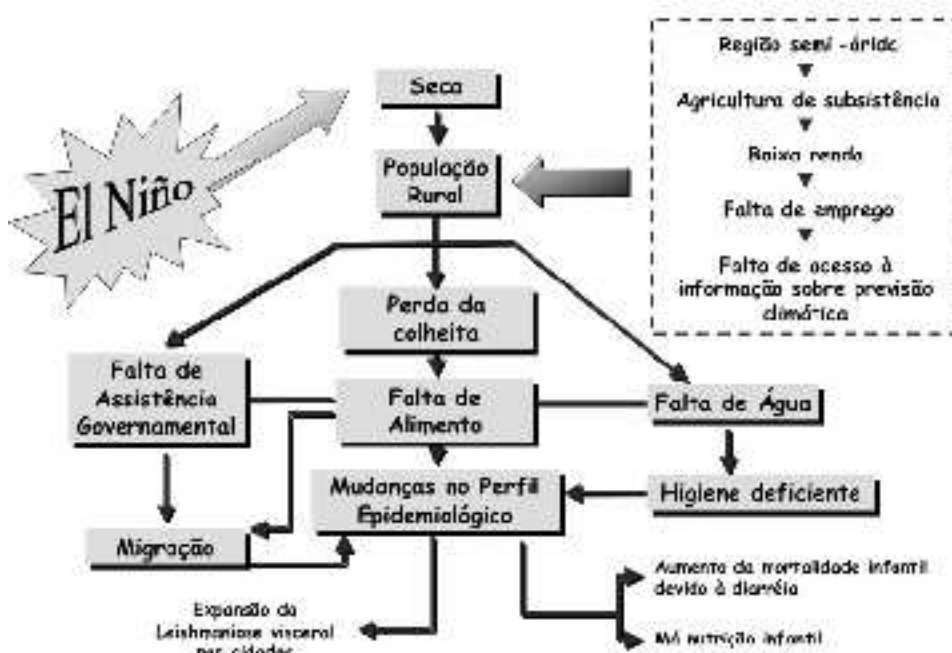 El Niño
Seca
População
Rural
Região semi -árida
Agricultura de subsistência
Baixa renda
Falta de emprego
Falta de acesso à
informação sobre previsão
climática
Perda da
colheita
Falta de
Assistência
Governamental
Falta de
Alimento
Falta de Água
Mudanças no Perfil
Epidemiológico
Higiene deficiente
Migração
Aumento da mortalidade infantil
devido à diarréia
Má nutrição infantil
Expansão da
Leishmaniose visceral
cidades